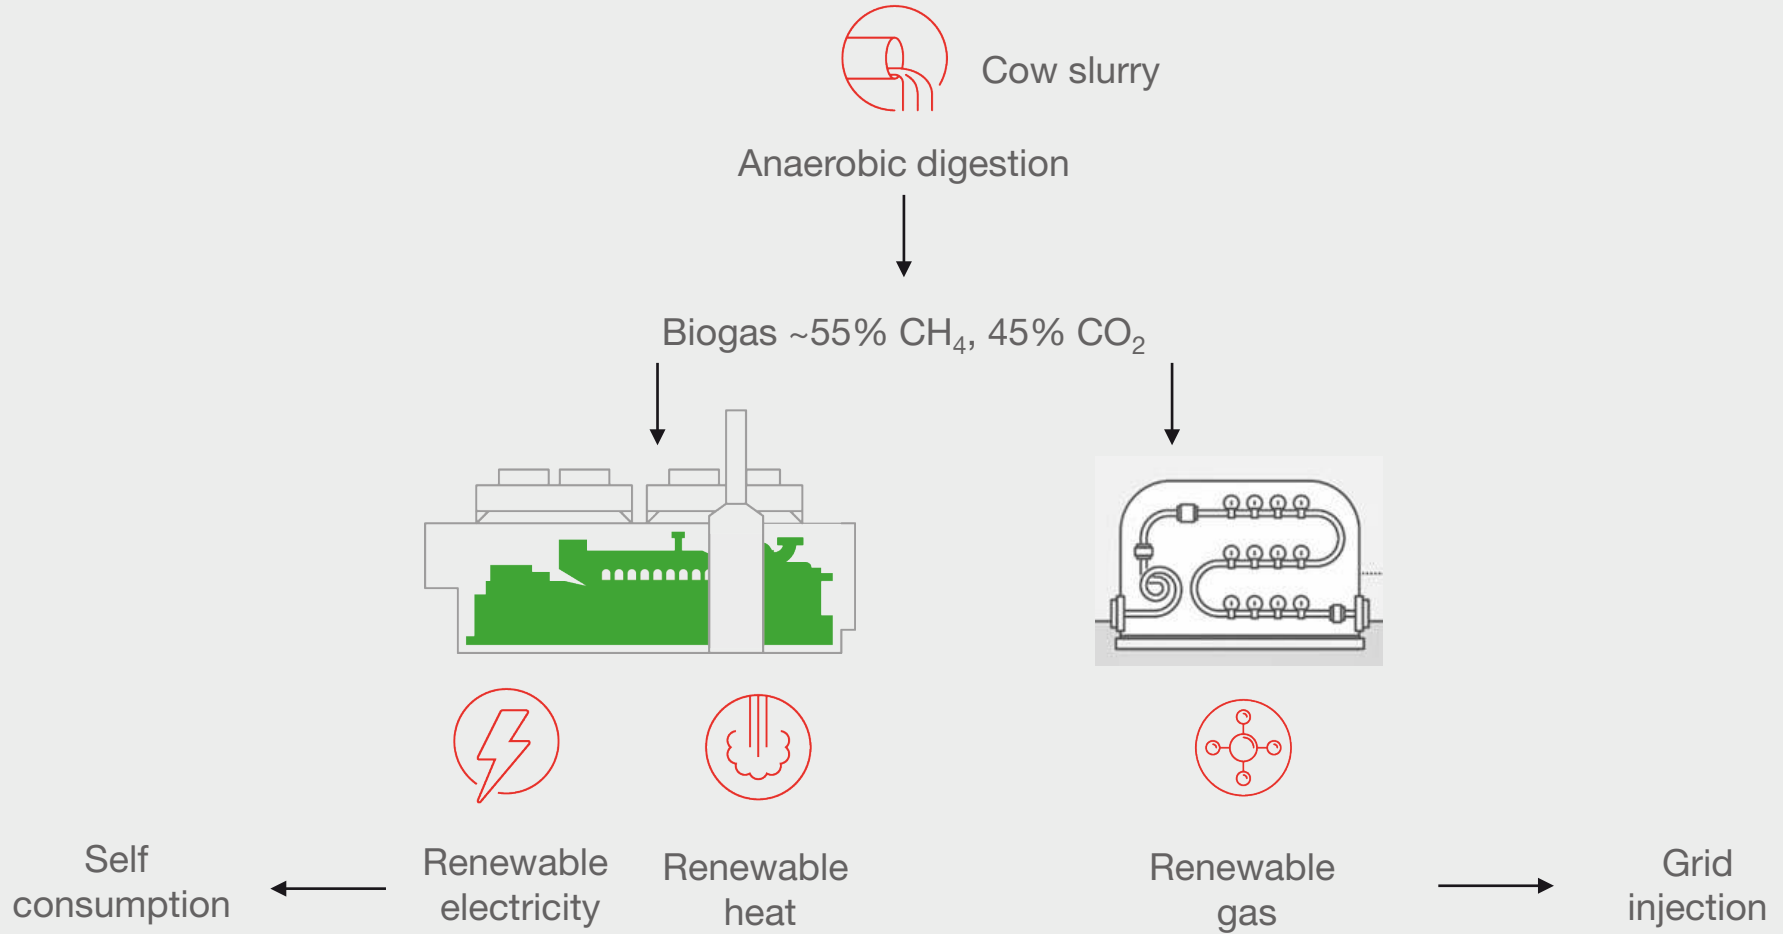 Cow slurry
Anaerobic digestion
Biogas ~55% CH₄, 45% CO₂
Self
consumption
Renewable
electricity
Renewable
heat
Renewable
gas
Grid
injection